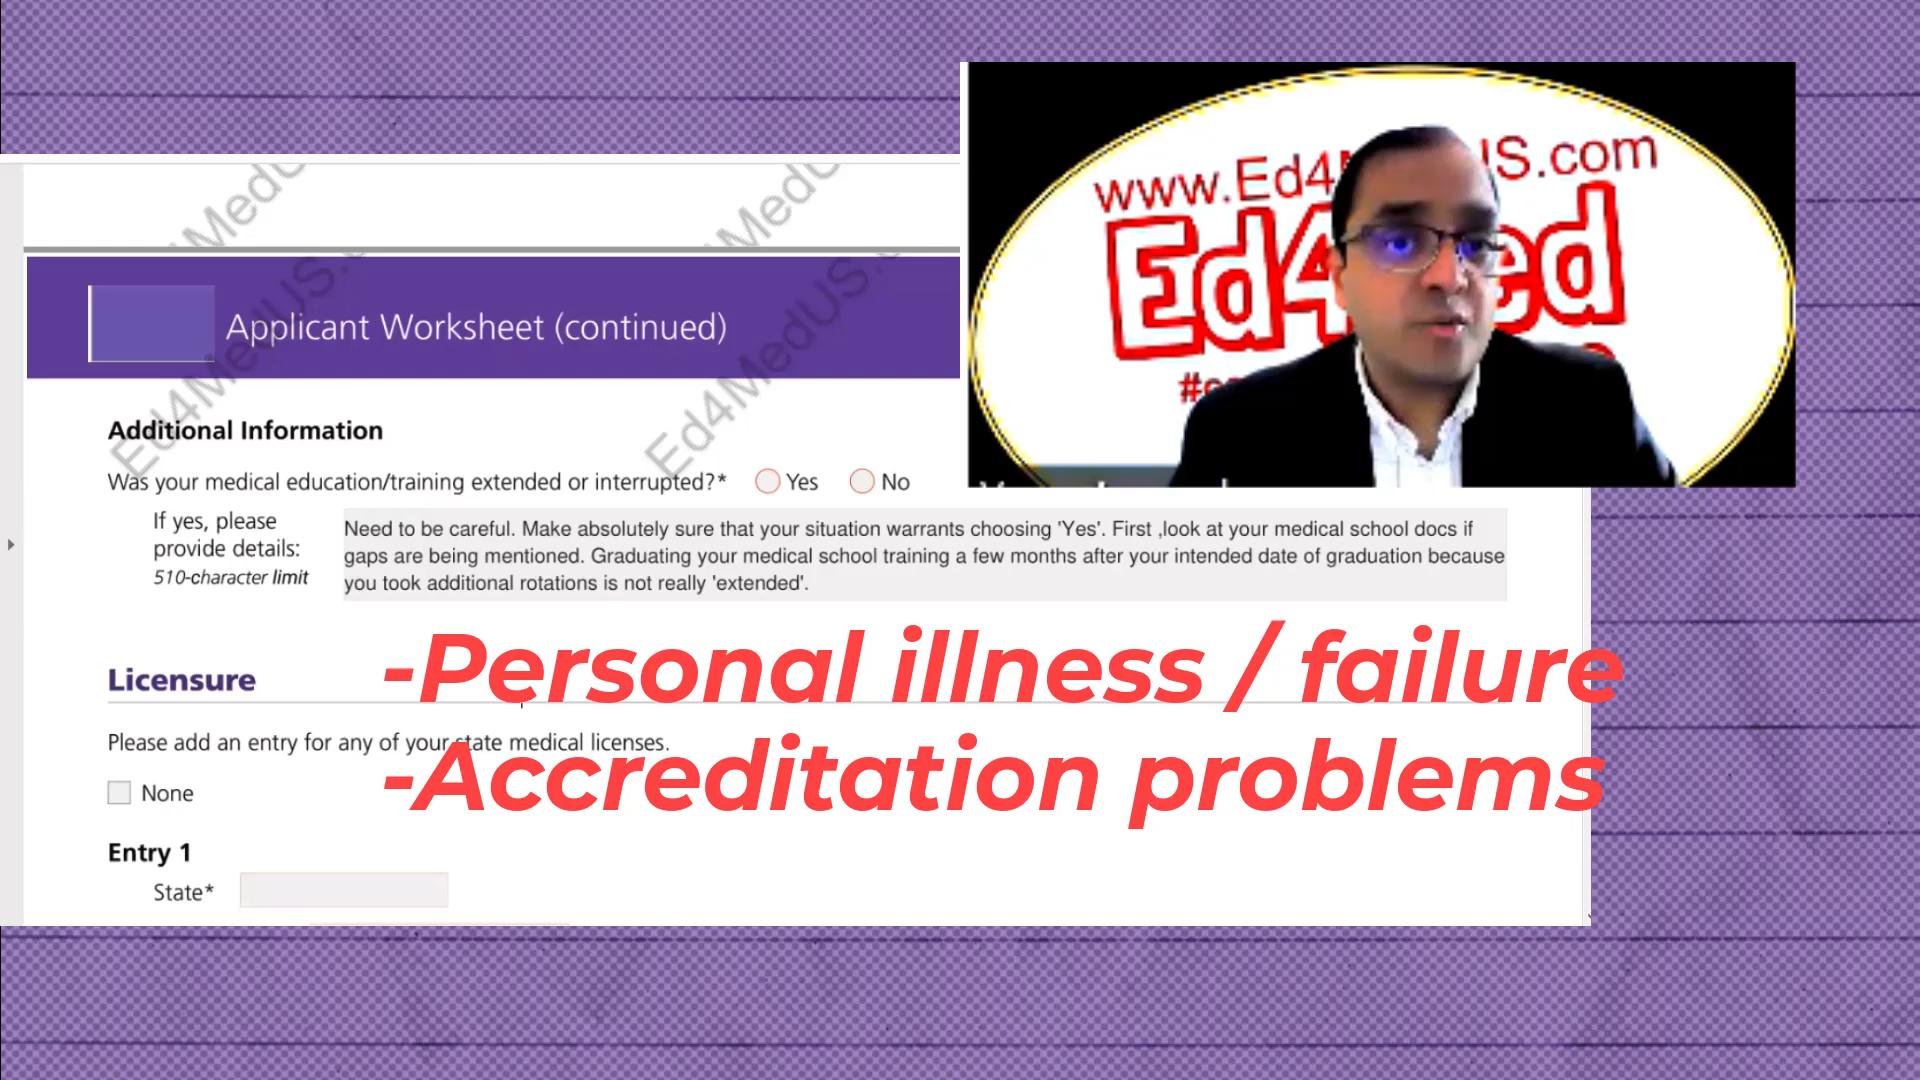 www.Ed4 US.com
Ed4 ed
Ed4MedUS
Applicant Worksheet (continued)
Additional Information
Was your medical education/training extended or interrupted?* Yes No
If yes, please
provide details:
510-character limit
Need to be careful. Make absolutely sure that your situation warrants choosing 'Yes'. First ,look at your medical school docs if
gaps are being mentioned. Graduating your medical school training a few months after your intended date of graduation because
you took additional rotations is not really 'extended'.
-Personal illness / failure
Licensure
Please add an entry for any of your state medical licenses.
-Accreditation problems
None
Entry 1
State*